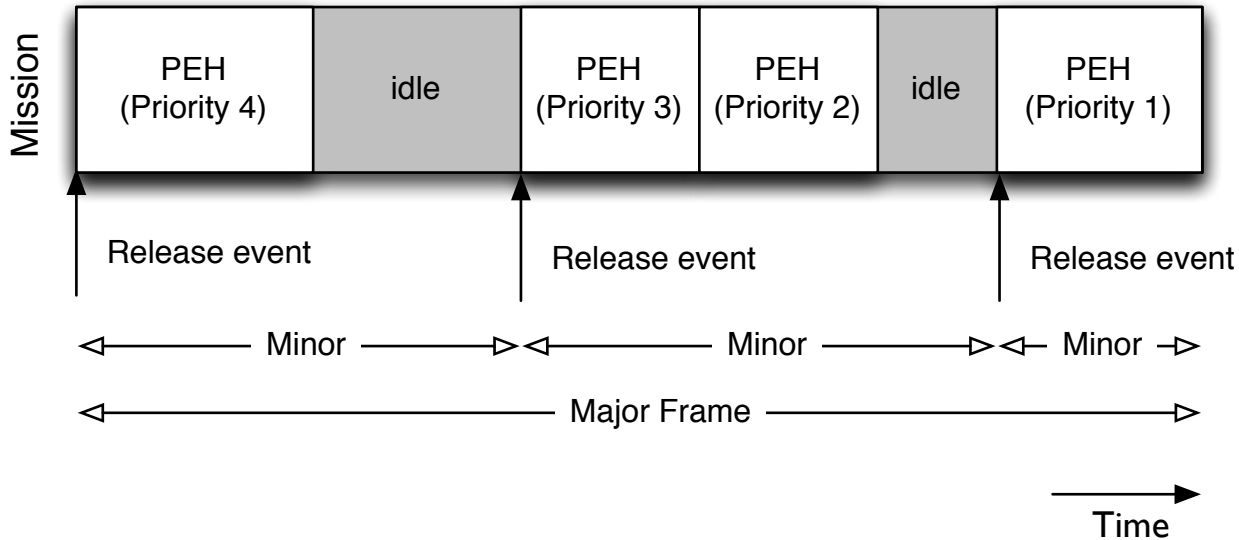 Mission
PEH
(Priority 4)
idle
PEH
(Priority 3)
PEH
(Priority 2)
idle
PEH
(Priority 1)
Release event
Release event
Release event
Minor
Minor
Minor
Major Frame
Time